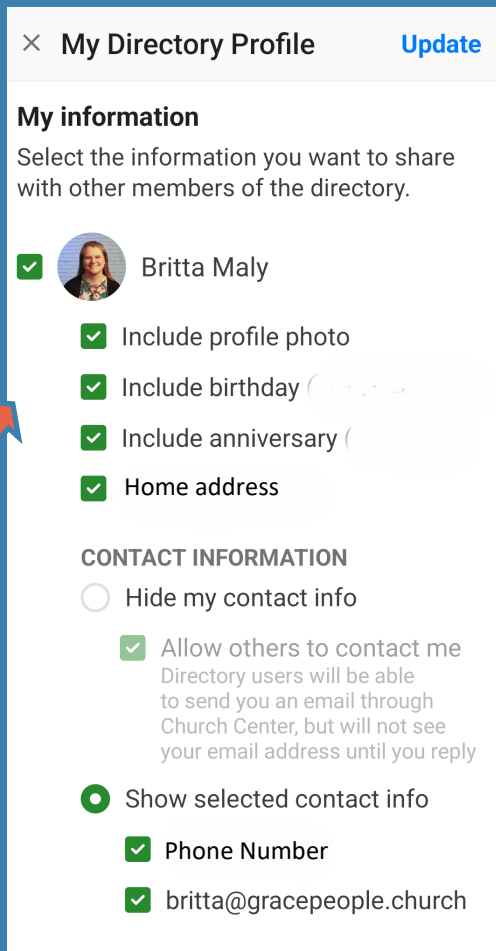 My Directory Profile Update
My information
Select the information you want to share
with other members of the directory.
Britta Maly
Include profile photo
Include birthday (
Include anniversary (
Home address
CONTACT INFORMATION
Hide my contact info
Allow others to contact me
Directory users will be able
to send you an email through
Church Center, but will not see
your email address until you reply
Show selected contact info
Phone Number
britta@gracepeople.church